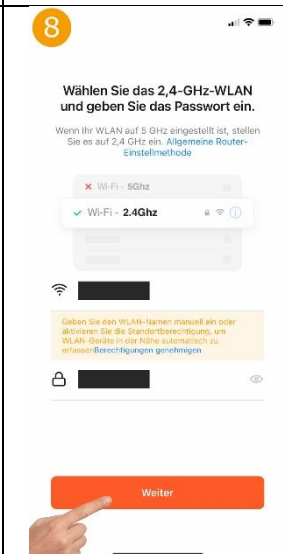 8
Wählen Sie das 2,4-GHz-WLAN
und geben Sie das Passwort ein.
Wenn Ihr WLAN auf 5 GHz eingestellt ist, stellen
Sie es auf 2,4 GHz ein. Allgemeine Router-
Einstellmethode
Wi-Fi - 5Ghz
Wi-Fi - 2.4Ghz
Geben Sie den WLAN-Namen manuell ein oder
aktivieren Sie die Standortberechtigung, um
WLAN-Geräte in der Nähe automatisch zu
erfassenBerechtigungen genehmigen
Weiter